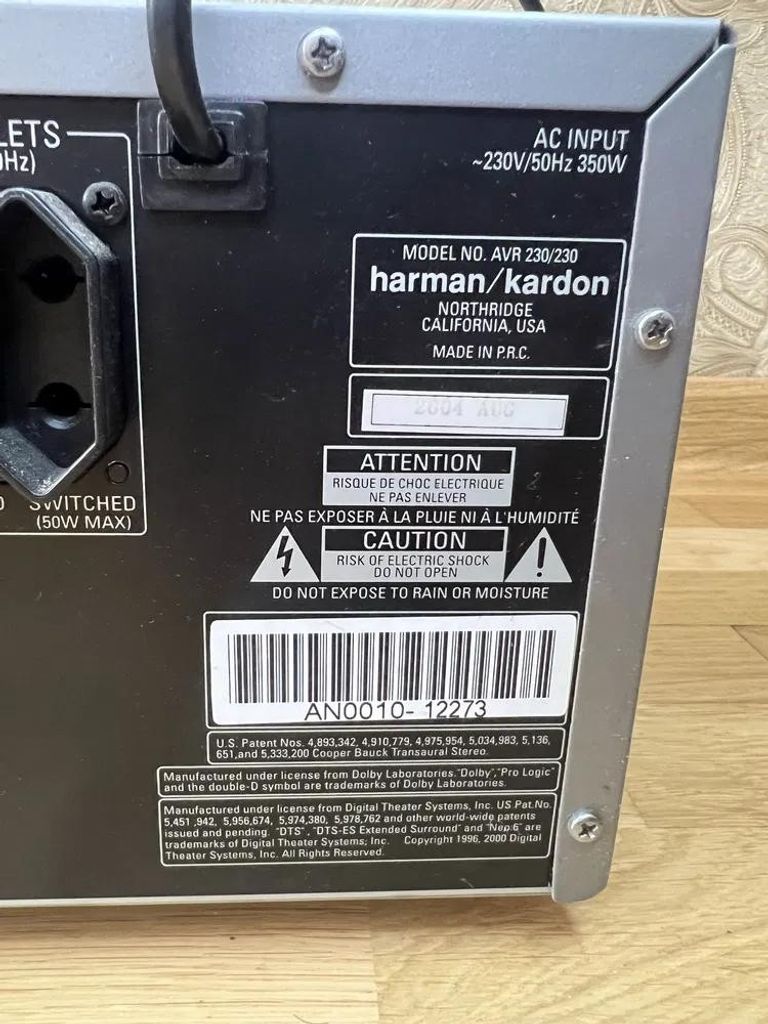 LETS
0Hz)
AC INPUT
~230V/50Hz 350W
MODEL NO. AVR 230/230
harman/kardon
NORTHRIDGE
CALIFORNIA, USA
MADE IN P.R.C.
2004 AUG
SWITCHED
(50W MAX)
ATTENTION
RISQUE DE CHOC ELECTRIQUE
NE PAS ENLEVER
NE PAS EXPOSER À LA PLUIE NI À L'HUMIDITÉ
CAUTION
RISK OF ELECTRIC SHOCK
DO NOT OPEN
DO NOT EXPOSE TO RAIN OR MOISTURE
AN0010- 12273
U.S. Patent Nos. 4,893,342, 4,910,779, 4,975,954, 5,034,983, 5,136,
651,and 5,333,200 Cooper Bauck Transaural Stereo.
Manufactured under license from Dolby Laboratories."Dolby","Pro Logic"
and the double-D symbol are trademarks of Dolby Laboratories.
Manufactured under license from Digital Theater Systems, Inc. US Pat.No.
5,451 ,942, 5,956,674, 5,974,380, 5,978,762 and other world-wide patents
issued and pending. "DTS", "DTS-ES Extended Surround" and "Neo:6" are
trademarks of Digital Theater Systems; Inc. Copyright 1996, 2000 Digital
Theater Systems, Inc. All Rights Reserved.